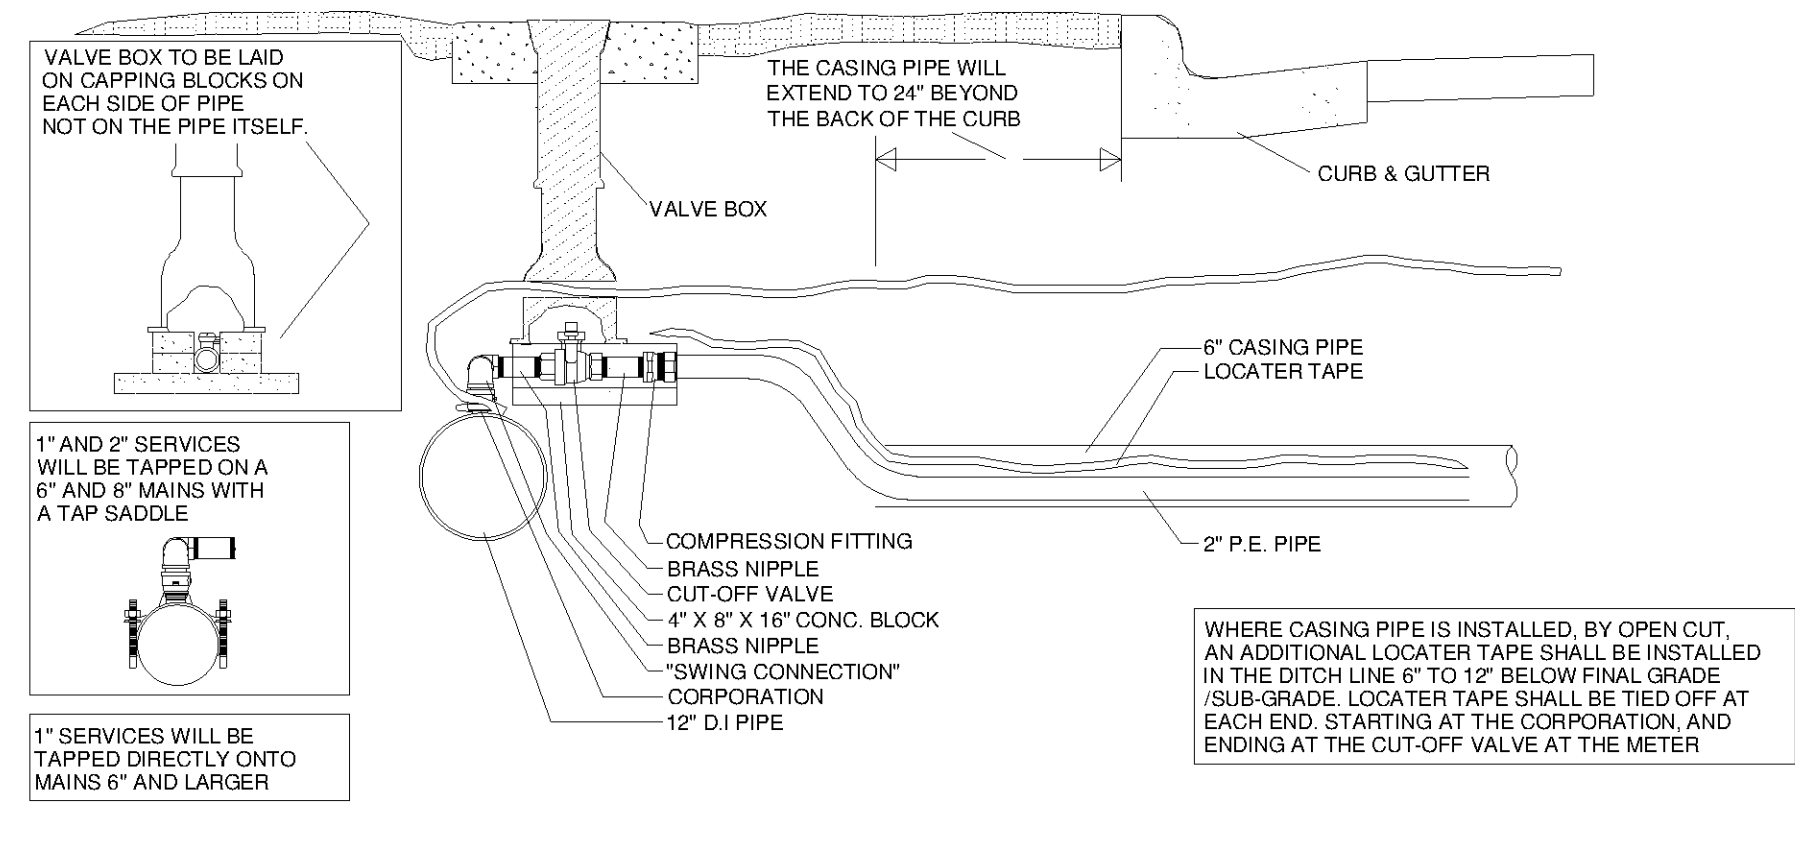 VALVE BOX TO BE LAID
ON CAPPING BLOCKS ON
EACH SIDE OF PIPE
NOT ON THE PIPE ITSELF.
THE CASING PIPE WILL
EXTEND TO 24" BEYOND
THE BACK OF THE CURB
CURB & GUTTER
VALVE BOX
6" CASING PIPE
LOCATER TAPE
1" AND 2" SERVICES
WILL BE TAPPED ON A
6" AND 8" MAINS WITH
A TAP SADDLE
COMPRESSION FITTING
BRASS NIPPLE
CUT-OFF VALVE
4" X 8" X 16" CONC. BLOCK
BRASS NIPPLE
"SWING CONNECTION"
CORPORATION
12" D.I PIPE
2" P.E. PIPE
1" SERVICES WILL BE
TAPPED DIRECTLY ONTO
MAINS 6" AND LARGER
WHERE CASING PIPE IS INSTALLED, BY OPEN CUT,
AN ADDITIONAL LOCATER TAPE SHALL BE INSTALLED
IN THE DITCH LINE 6" TO 12" BELOW FINAL GRADE
/SUB-GRADE. LOCATER TAPE SHALL BE TIED OFF AT
EACH END. STARTING AT THE CORPORATION, AND
ENDING AT THE CUT-OFF VALVE AT THE METER